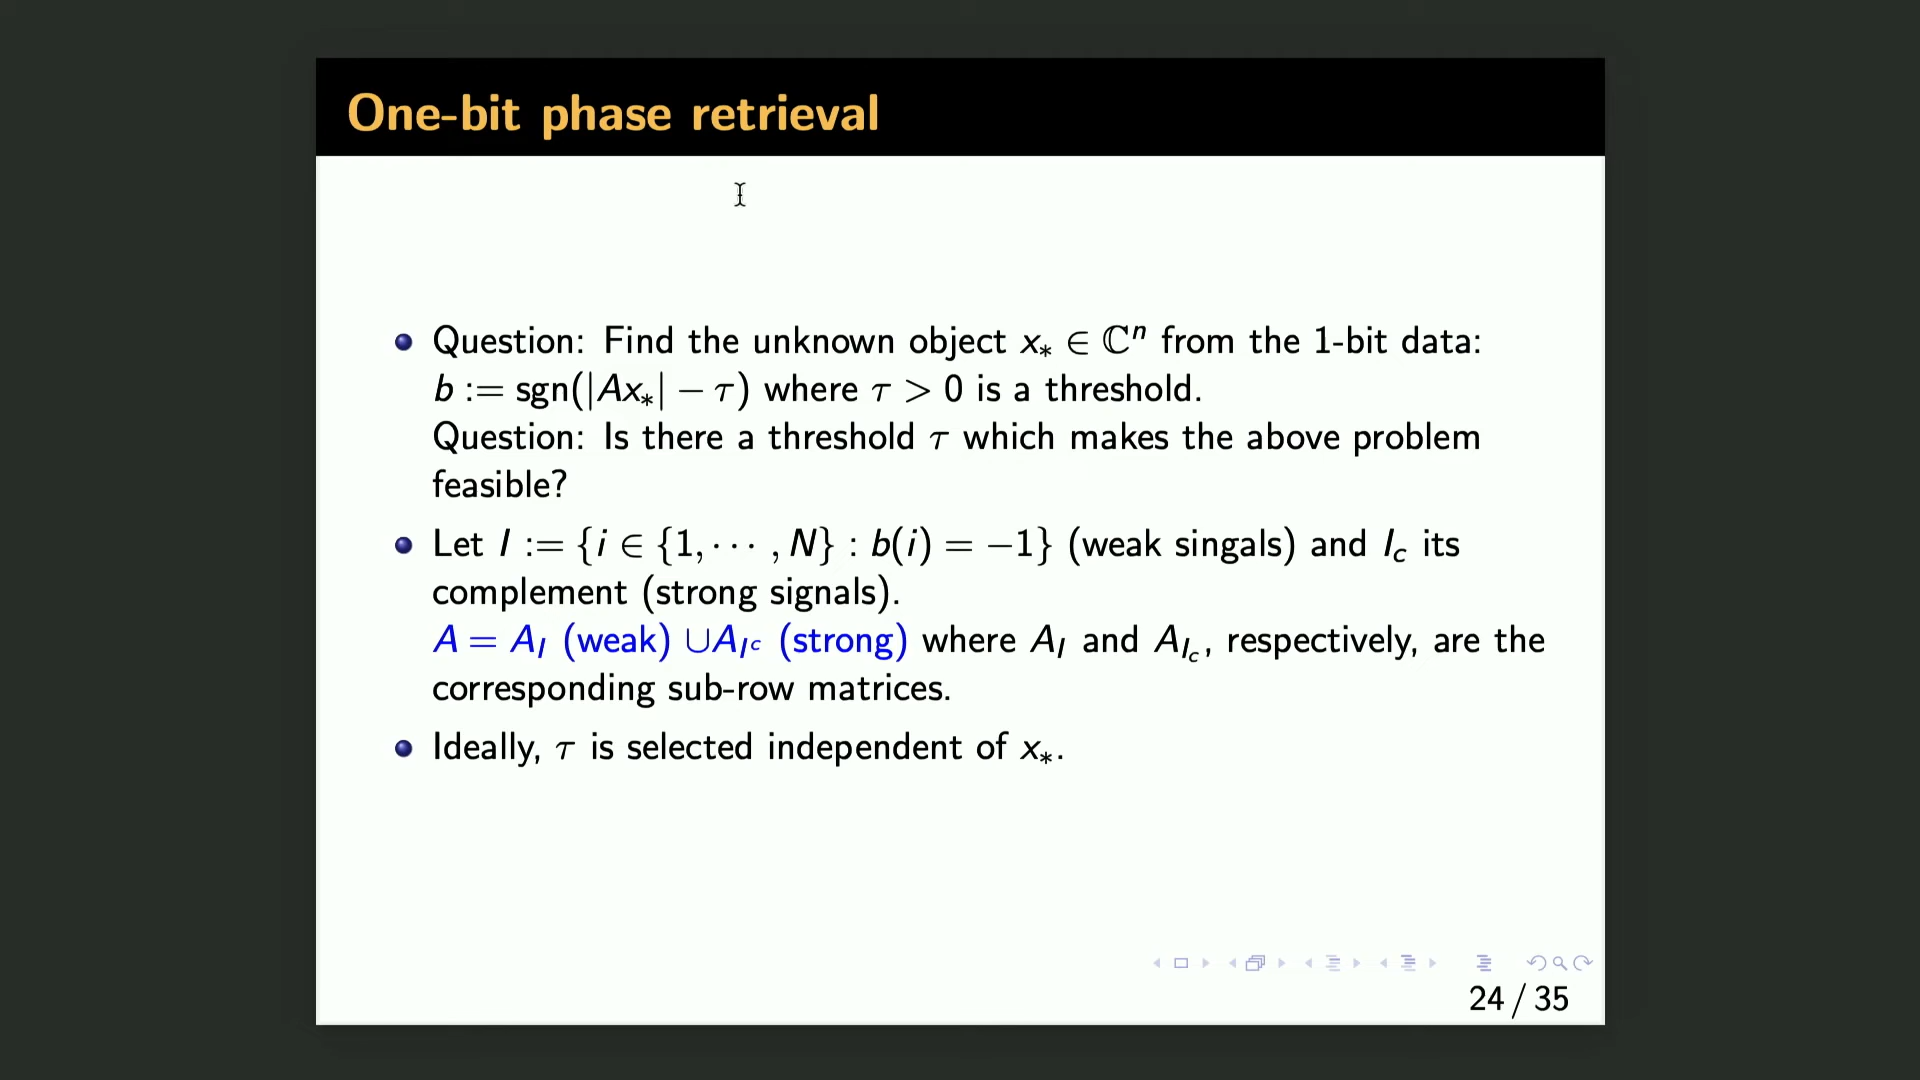 One-bit phase retrieval
Question: Find the unknown object x∗ ∈ ℂⁿ from the 1-bit data:
b := sgn(|Ax∗| − τ) where τ > 0 is a threshold.
Question: Is there a threshold τ which makes the above problem
feasible?
Let I := {i ∈ {1, ⋯ , N} : b(i) = −1} (weak singals) and I_c its
complement (strong signals).
A = A_I (weak) ∪A_{I^c} (strong) where A_I and A_{I_c}, respectively, are the
corresponding sub-row matrices.
Ideally, τ is selected independent of x∗.
24 / 35